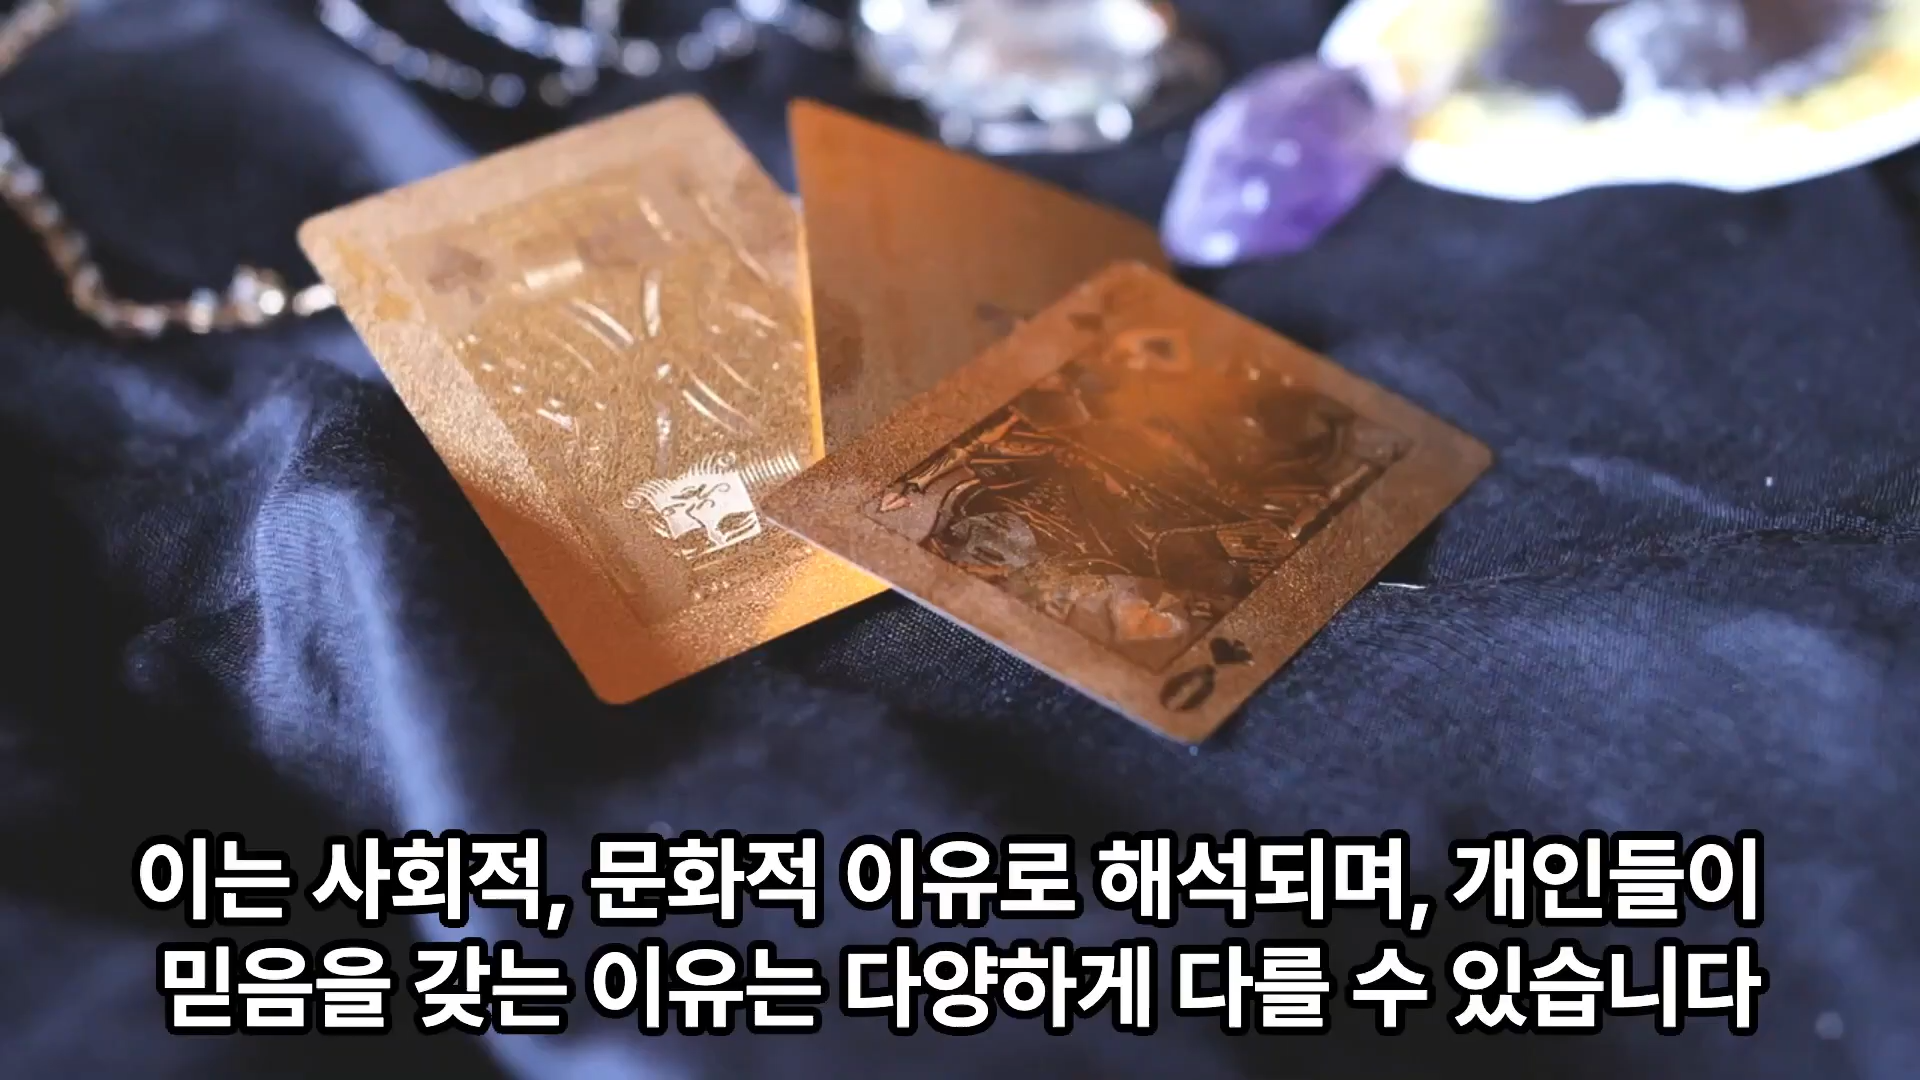 이는 사회적, 문화적 이유로 해석되며, 개인들이
믿음을 갖는 이유는 다양하게 다를 수 있습니다
Q